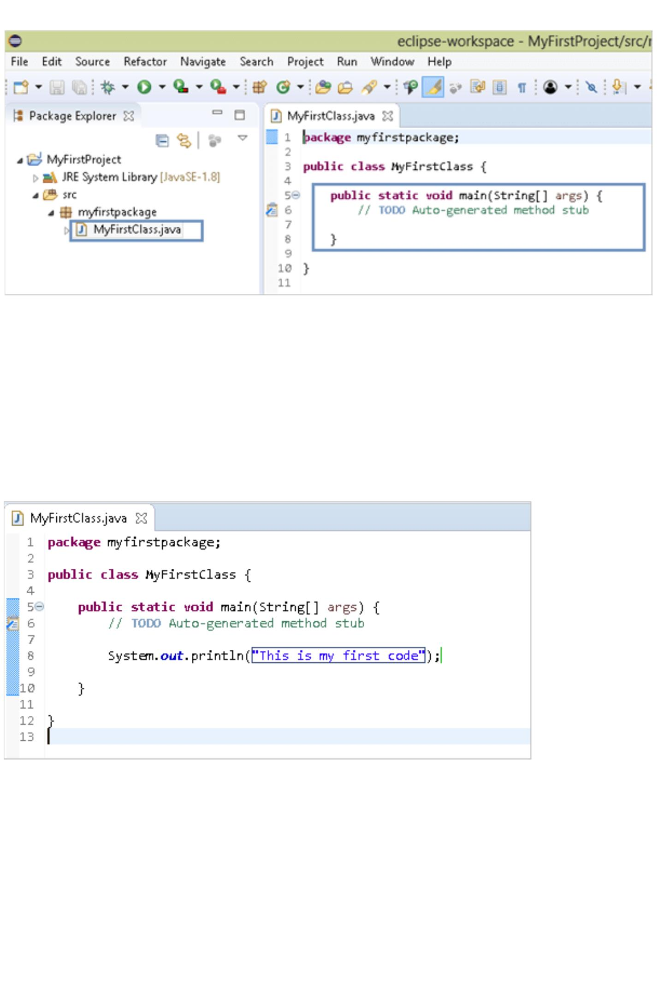 eclipse-workspace - MyFirstProject/src/
File Edit Source Refactor Navigate Search Project Run Window Help
Package Explorer
MyFirstProject
JRE System Library [JavaSE-1.8]
src
myfirstpackage
MyFirstClass.java
MyFirstClass.java
1 package myfirstpackage;
2
3 public class MyFirstClass {
4
5 public static void main(String[] args) {
6 // TODO Auto-generated method stub
7
8 }
9
10 }
11
MyFirstClass.java
1 package myfirstpackage;
2
3 public class MyFirstClass {
4
5 public static void main(String[] args) {
6 // TODO Auto-generated method stub
7
8 System.out.println("This is my first code");
9
10 }
11
12 }
13